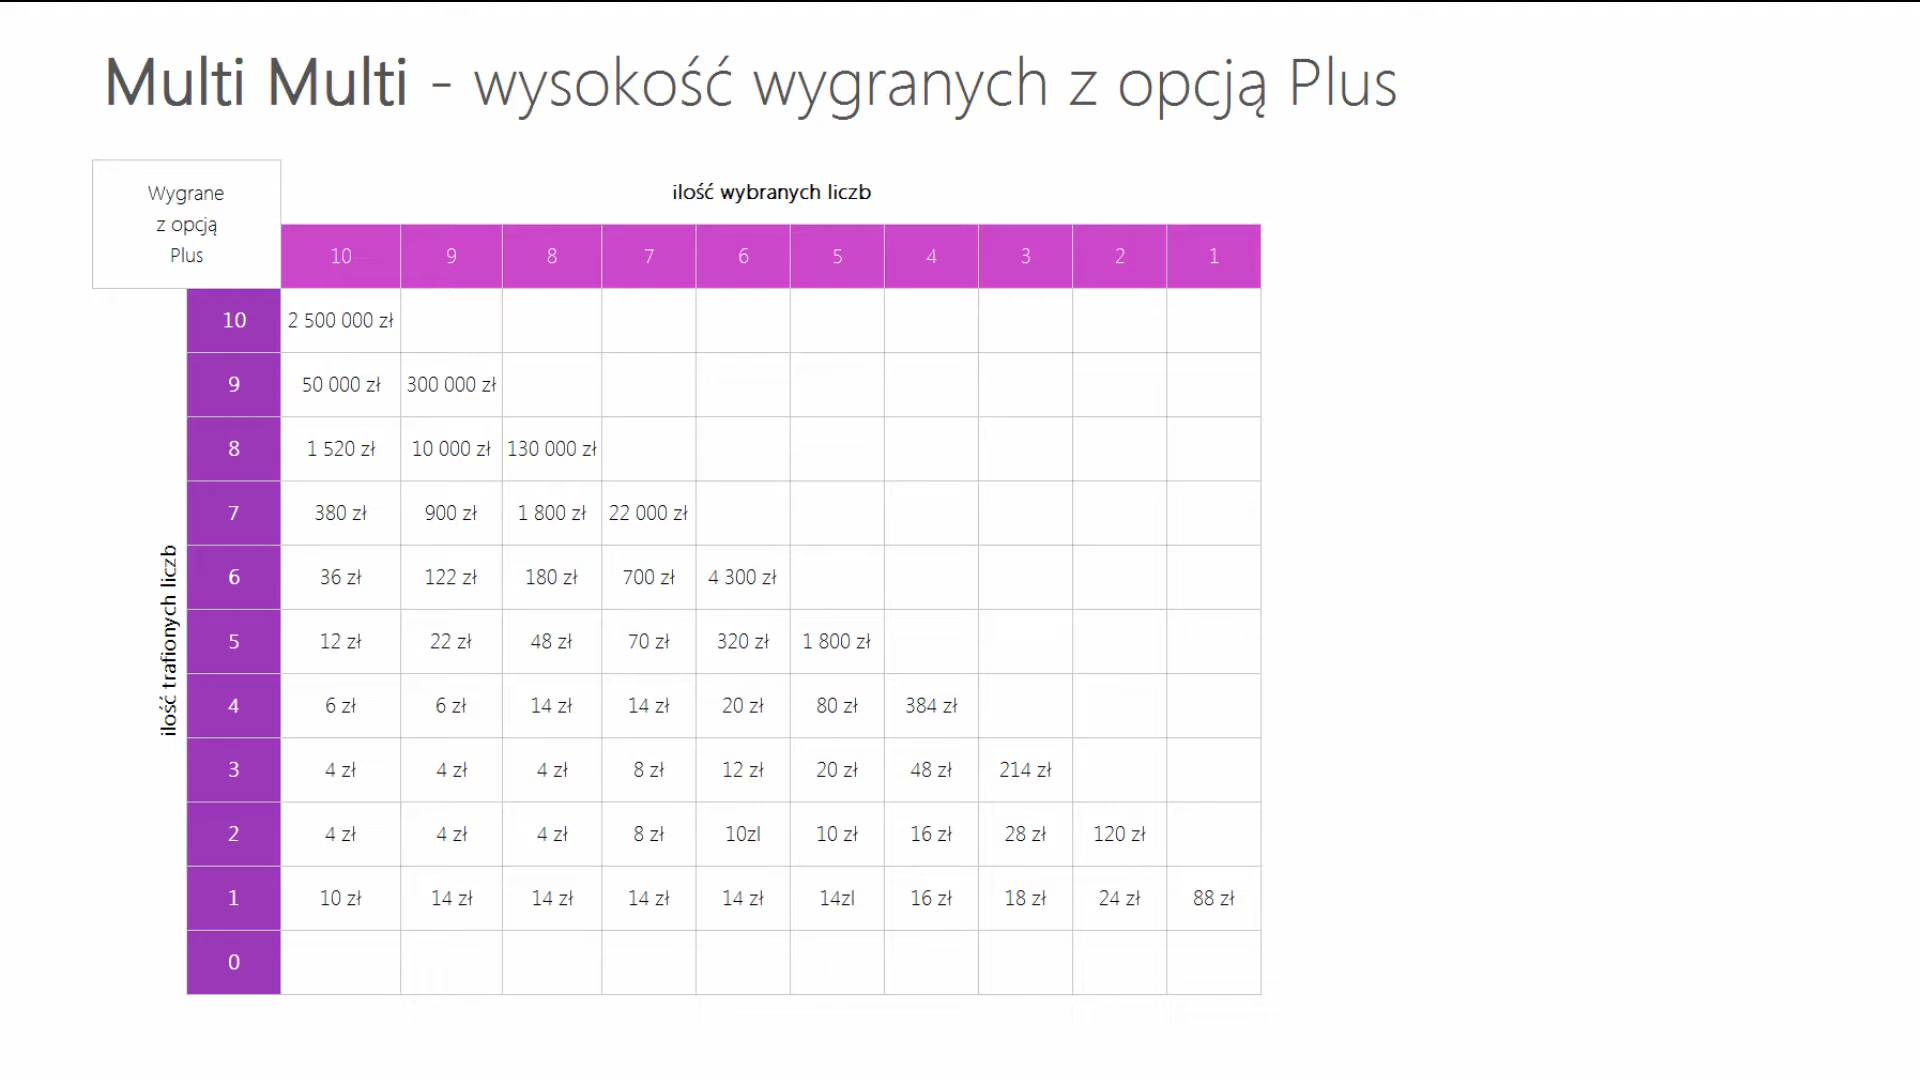 Multi Multi - wysokość wygranych z opcją Plus
Wygrane
z opcją
Plus
ilość wybranych liczb
10 9 8 7 6 5 4 3 2 1
ilość trafionych liczb
10 2 500 000 zł
9 50 000 zł 300 000 zł
8 1 520 zł 10 000 zł 130 000 zł
7 380 zł 900 zł 1 800 zł 22 000 zł
6 36 zł 122 zł 180 zł 700 zł 4 300 zł
5 12 zł 22 zł 48 zł 70 zł 320 zł 1 800 zł
4 6 zł 6 zł 14 zł 14 zł 20 zł 80 zł 384 zł
3 4 zł 4 zł 4 zł 8 zł 12 zł 20 zł 48 zł 214 zł
2 4 zł 4 zł 4 zł 8 zł 10zl 10 zł 16 zł 28 zł 120 zł
1 10 zł 14 zł 14 zł 14 zł 14 zł 14zl 16 zł 18 zł 24 zł 88 zł
0